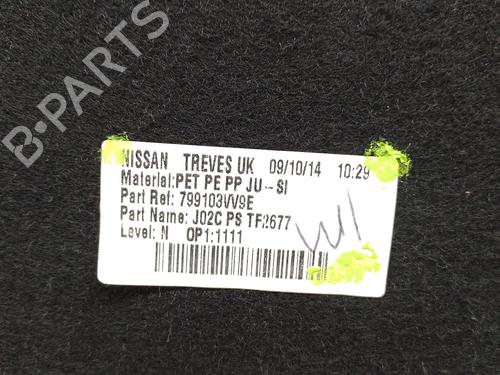 B-PARTS
NISSAN TREVES UK 09/10/14 10:29
Material:PET PE PP JU -SI
Part Ref: 799103VV9E
Part Name: J02C PS TF2677
Level: N OP1:1111